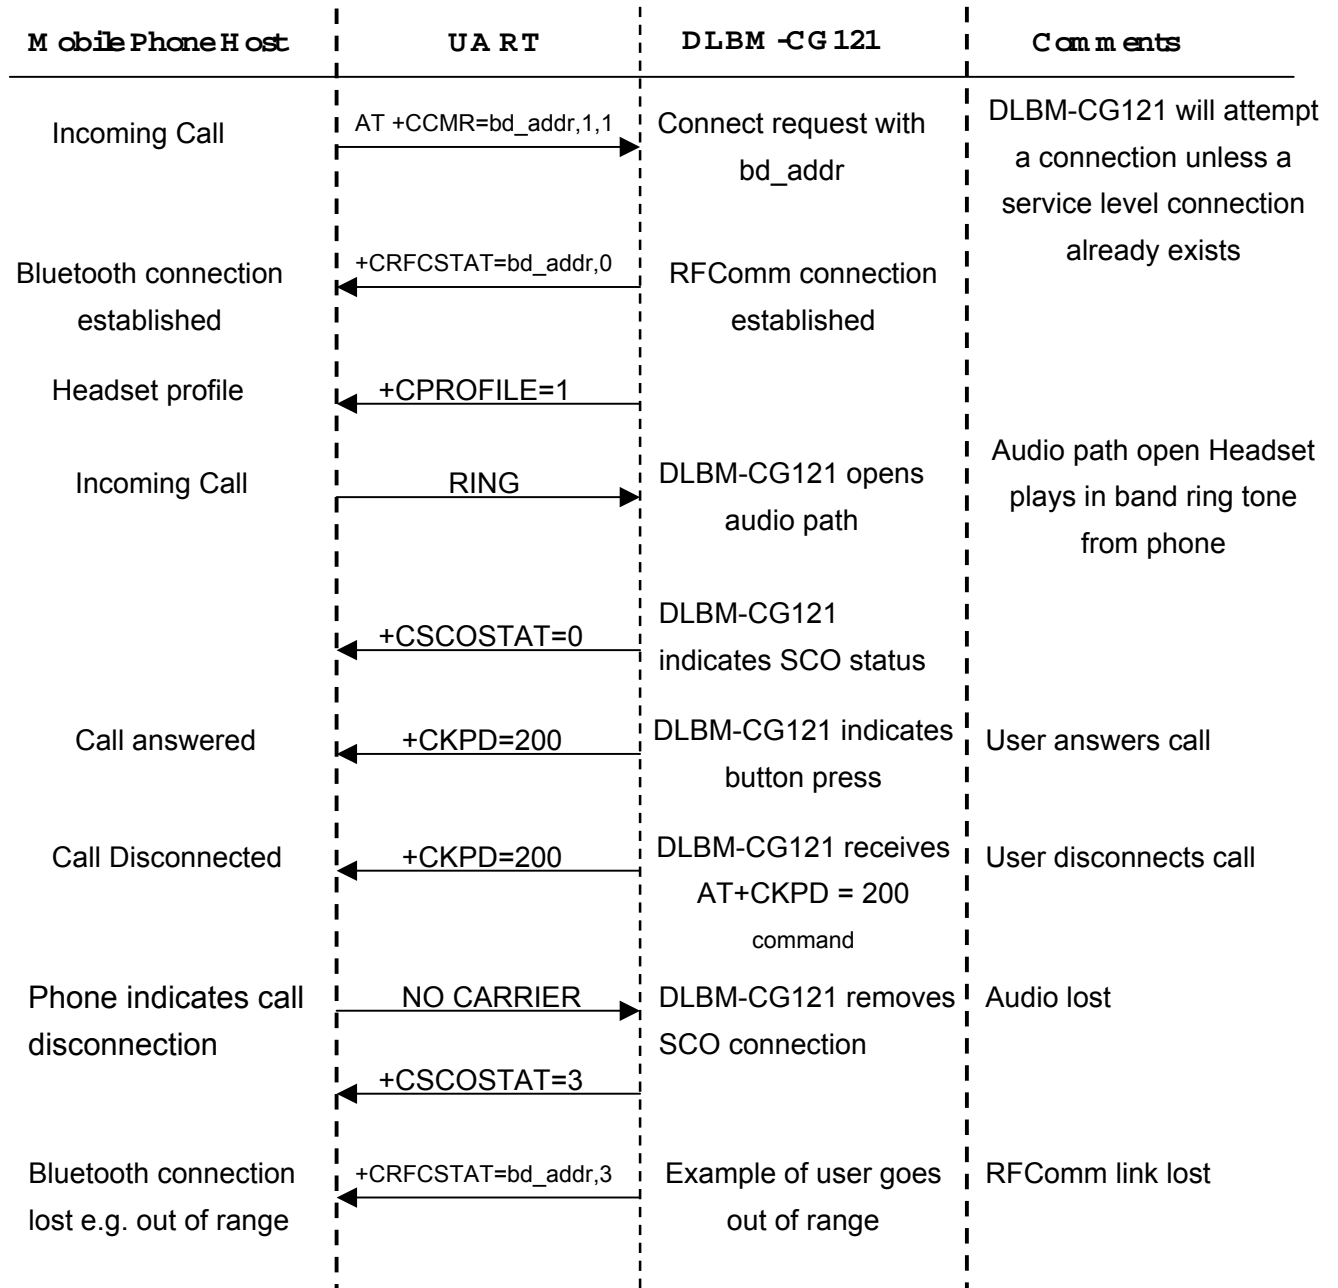 Mobile Phone Host UART DLBM-CG121 Comments
Incoming Call
AT +CCMR=bd_addr,1,1
Connect request with
bd_addr
DLBM-CG121 will attempt
a connection unless a
service level connection
already exists
Bluetooth connection
established
+CRFCSTAT=bd_addr,0
RFComm connection
established
Headset profile
+CPROFILE=1
Incoming Call
RING
DLBM-CG121 opens
audio path
Audio path open Headset
plays in band ring tone
from phone
+CSCOSTAT=0
DLBM-CG121
indicates SCO status
Call answered
+CKPD=200
DLBM-CG121 indicates
button press
User answers call
Call Disconnected
+CKPD=200
DLBM-CG121 receives
AT+CKPD = 200
command
User disconnects call
Phone indicates call
disconnection
NO CARRIER
DLBM-CG121 removes
SCO connection
Audio lost
+CSCOSTAT=3
Bluetooth connection
lost e.g. out of range
+CRFCSTAT=bd_addr,3
Example of user goes
out of range
RFComm link lost